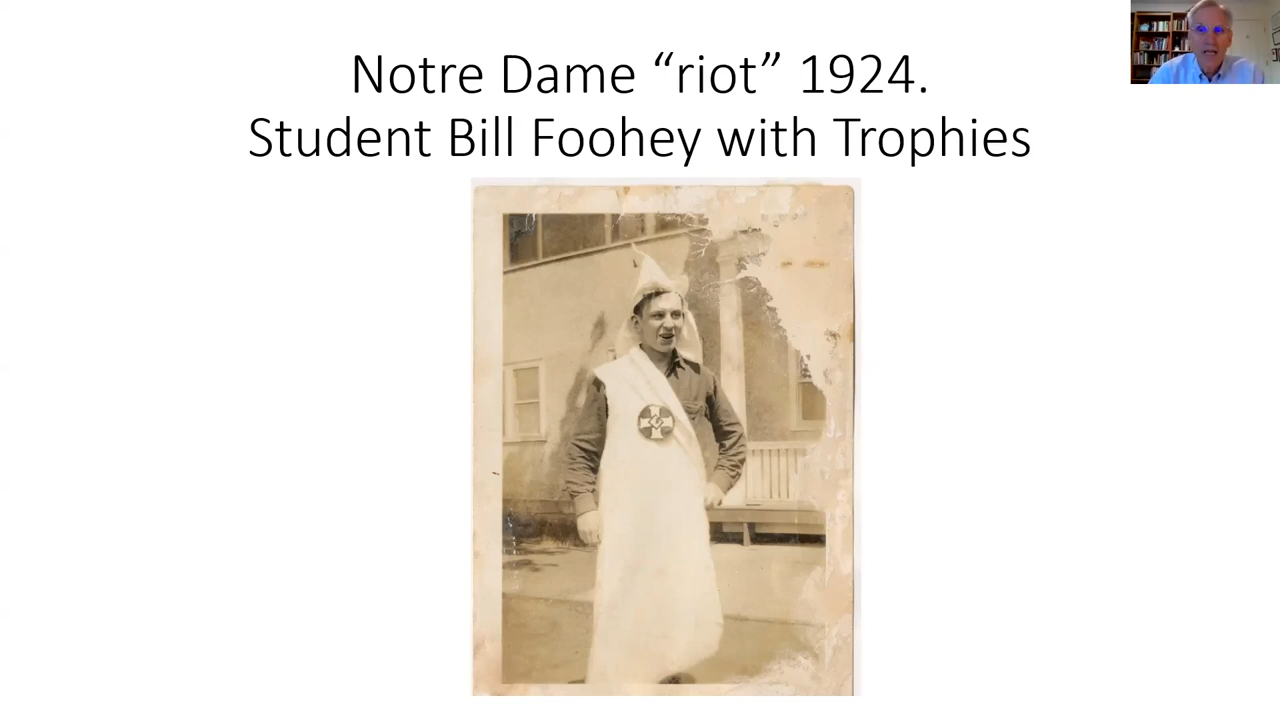 Notre Dame “riot” 1924.
Student Bill Foohey with Trophies